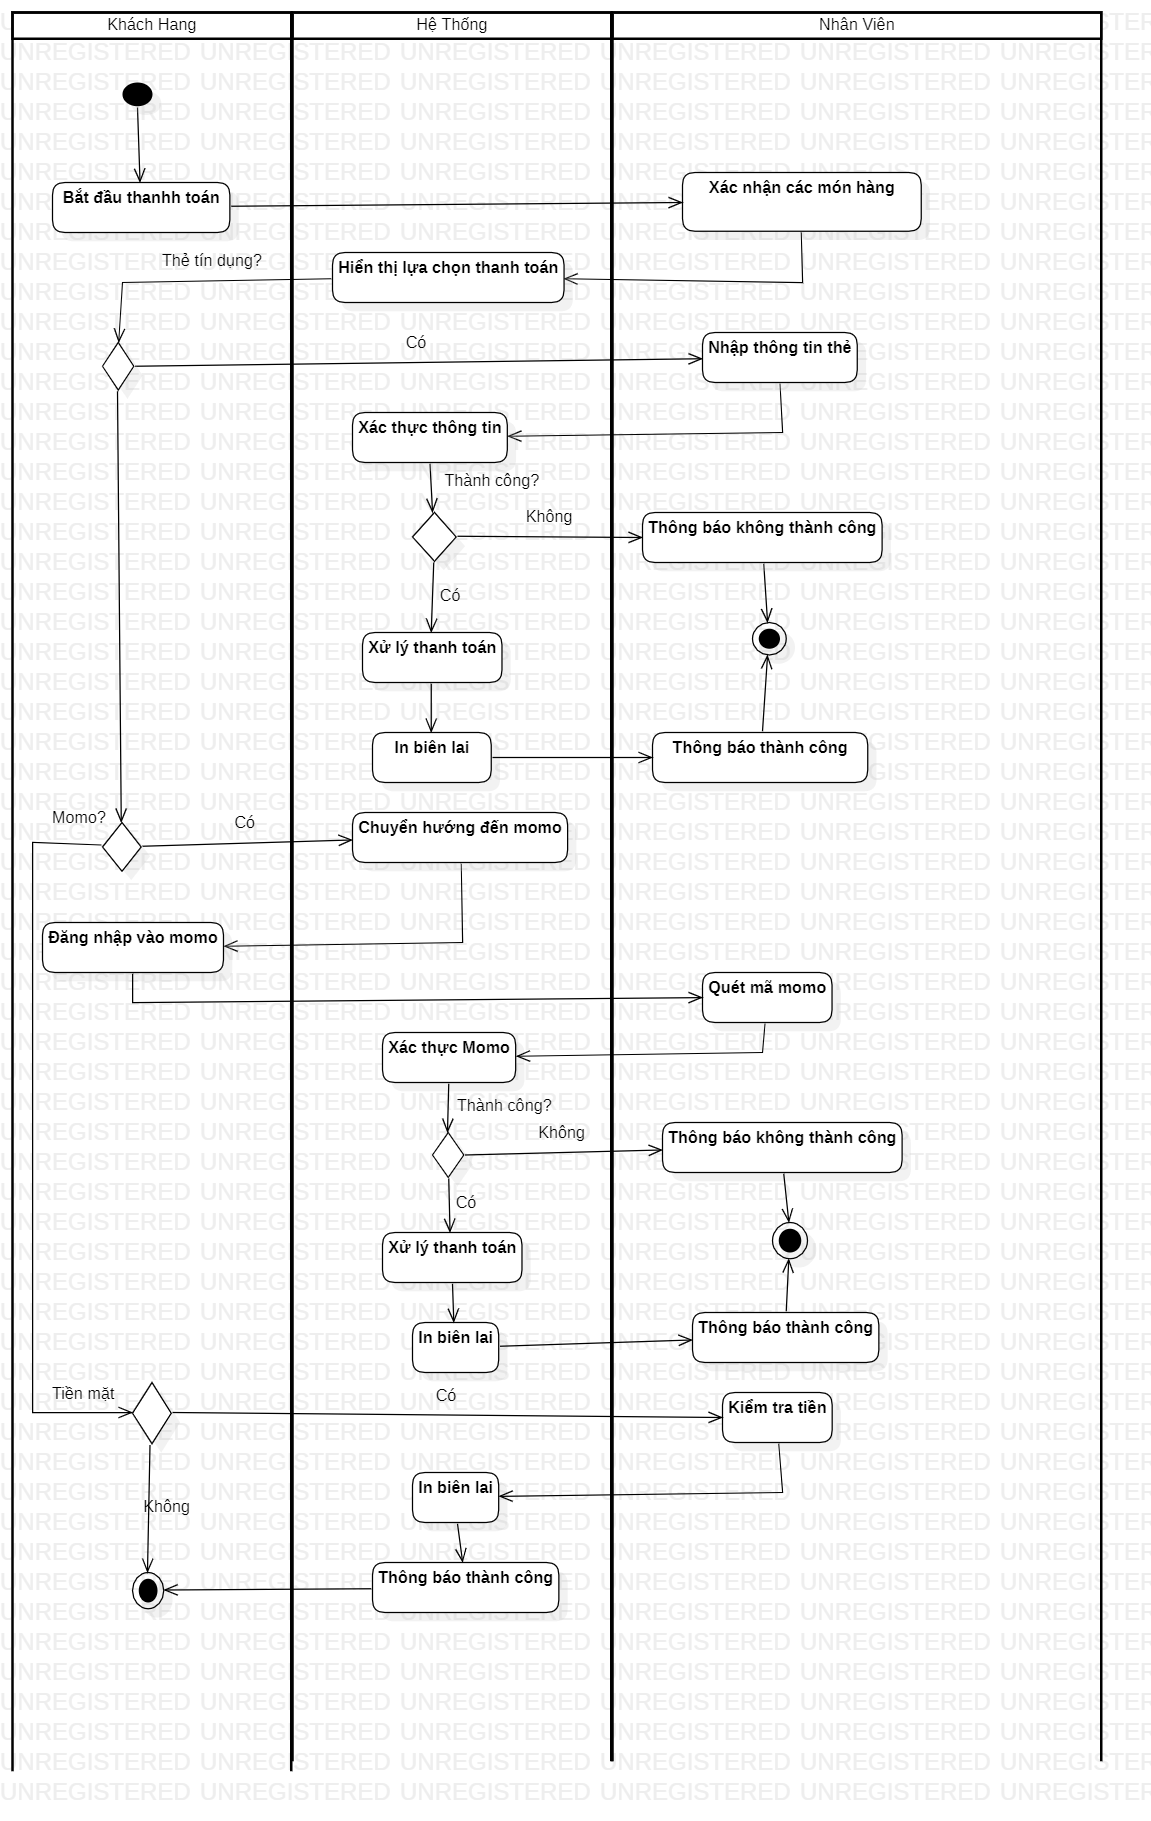 Khách Hang
Hệ Thống
Nhân Viên
Bắt đầu thanhh toán
Xác nhận các món hàng
Thẻ tín dụng?
Hiển thị lựa chọn thanh toán
Có
Nhập thông tin thẻ
Xác thực thông tin
Thành công?
Không
Thông báo không thành công
Có
Xử lý thanh toán
In biên lai
Thông báo thành công
Momo?
Có
Chuyển hướng đến momo
Đăng nhập vào momo
Quét mã momo
Xác thực Momo
Thành công?
Không
Thông báo không thành công
Có
Xử lý thanh toán
In biên lai
Thông báo thành công
Tiền mặt
Có
Kiểm tra tiền
In biên lai
Không
Thông báo thành công
UNREGISTERED